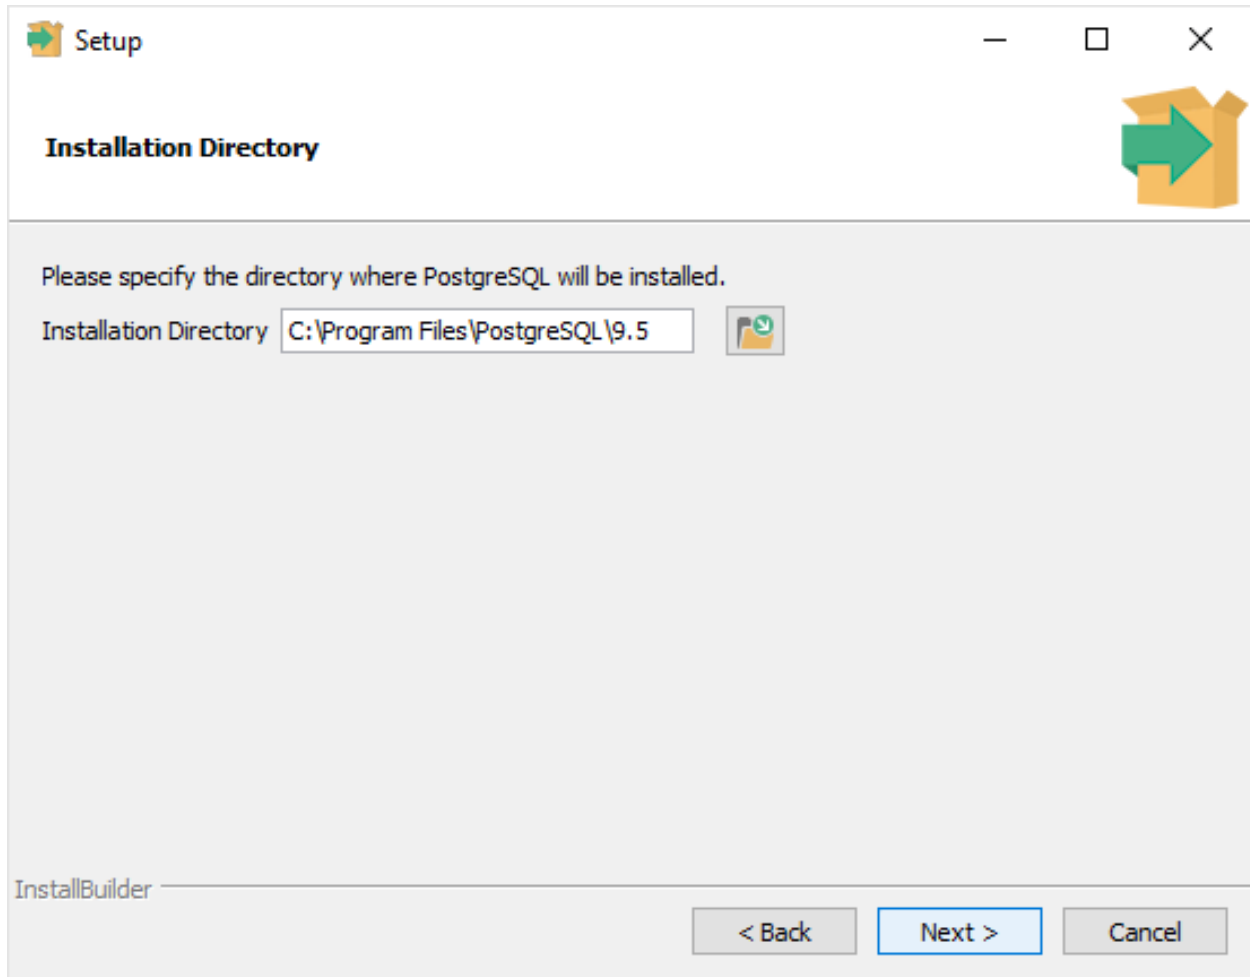 Setup
Installation Directory
Please specify the directory where PostgreSQL will be installed.
Installation Directory C:\Program Files\PostgreSQL\9.5
InstallBuilder
< Back Next > Cancel